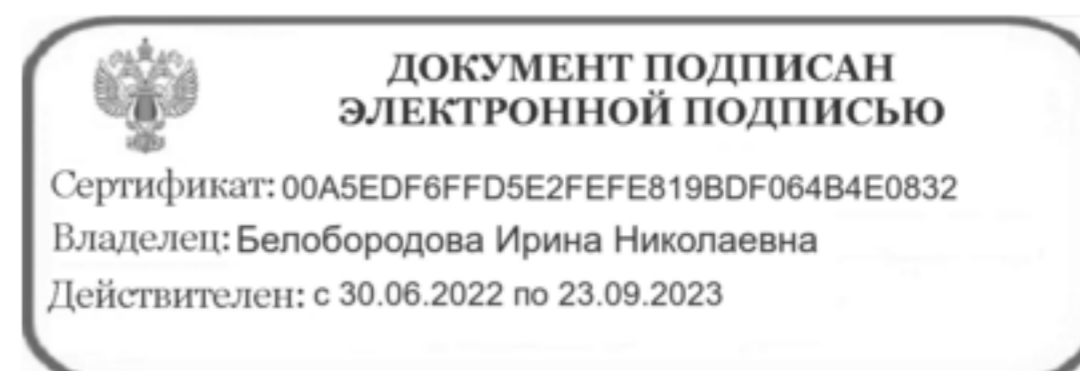 ДОКУМЕНТ ПОДПИСАН
ЭЛЕКТРОННОЙ ПОДПИСЬЮ
Сертификат: 00A5EDF6FFD5E2FEFE819BDF064B4E0832
Владелец: Белобородова Ирина Николаевна
Действителен: с 30.06.2022 по 23.09.2023